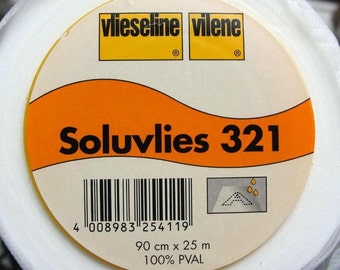 vlieseline vilene
® ®
Soluvlies 321
4 008983 254119
90 cm x 25 m
100% PVAL